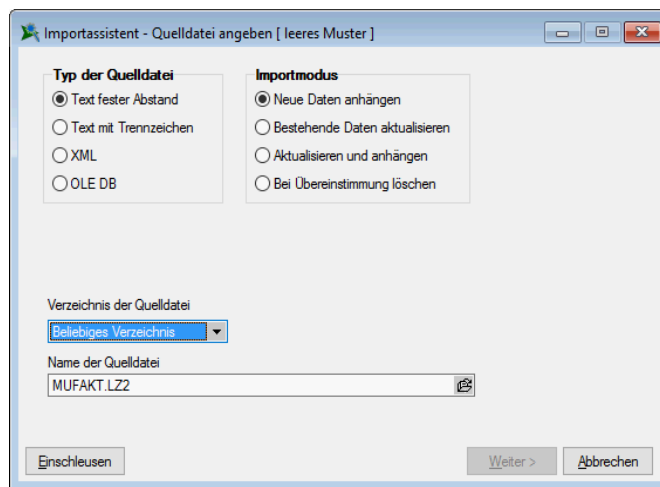 Importassistent - Quelldatei angeben [ leeres Muster ]
Typ der Quelldatei
Text fester Abstand
Text mit Trennzeichen
XML
OLE DB
Importmodus
Neue Daten anhängen
Bestehende Daten aktualisieren
Aktualisieren und anhängen
Bei Übereinstimmung löschen
Verzeichnis der Quelldatei
Beliebiges Verzeichnis
Name der Quelldatei
MUFAKT.LZ2
Einschleusen
Weiter >
Abbrechen